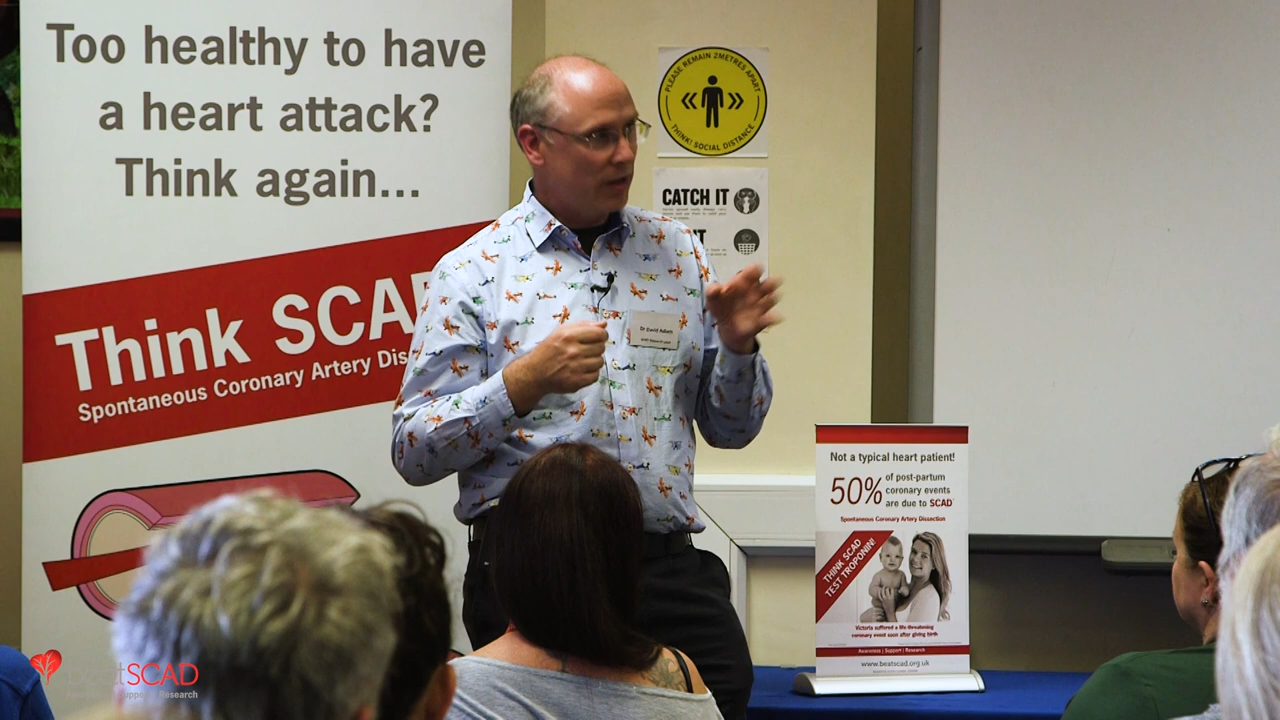 Too healthy to have
a heart attack?
Think again...
Think SCA
Spontaneous Coronary Artery Dis
PLEASE REMAIN 2METRES APART
THINK! SOCIAL DISTANCE
CATCH IT
Dr David Adlam
Not a typical heart patient!
50% of post-partum
coronary events
are due to SCAD
Spontaneous Coronary Artery Dissection
THINK SCAD
TEST TROPONIN!
Victoria suffered a life-threatening
coronary event soon after giving birth
Awareness | Support | Research
www.beatscad.org.uk
SCAD
Research